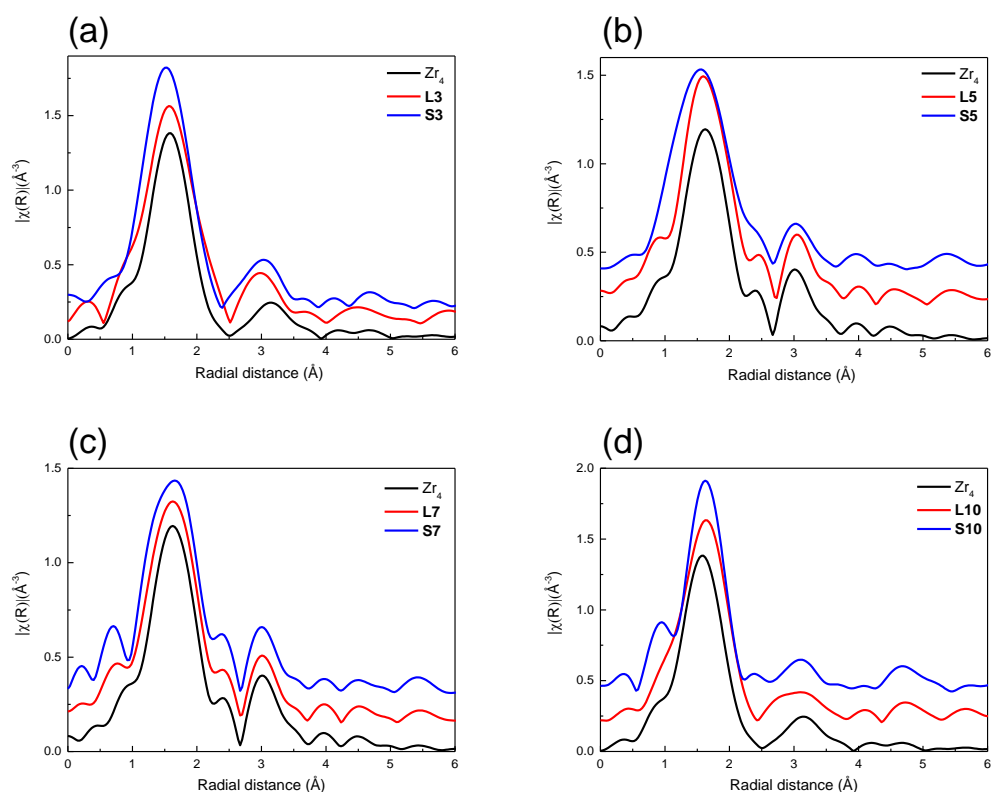 (a)
Zr₄
L3
S3
|χ(R)|(Å⁻³)
1.5
1.0
0.5
0.0
0 1 2 3 4 5 6
Radial distance (Å)
(b)
Zr₄
L5
S5
|χ(R)|(Å⁻³)
1.5
1.0
0.5
0.0
0 1 2 3 4 5 6
Radial distance (Å)
(c)
Zr₄
L7
S7
|χ(R)|(Å⁻³)
1.5
1.0
0.5
0.0
0 1 2 3 4 5 6
Radial distance (Å)
(d)
Zr₄
L10
S10
|χ(R)|(Å⁻³)
2.0
1.5
1.0
0.5
0.0
0 1 2 3 4 5 6
Radial distance (Å)